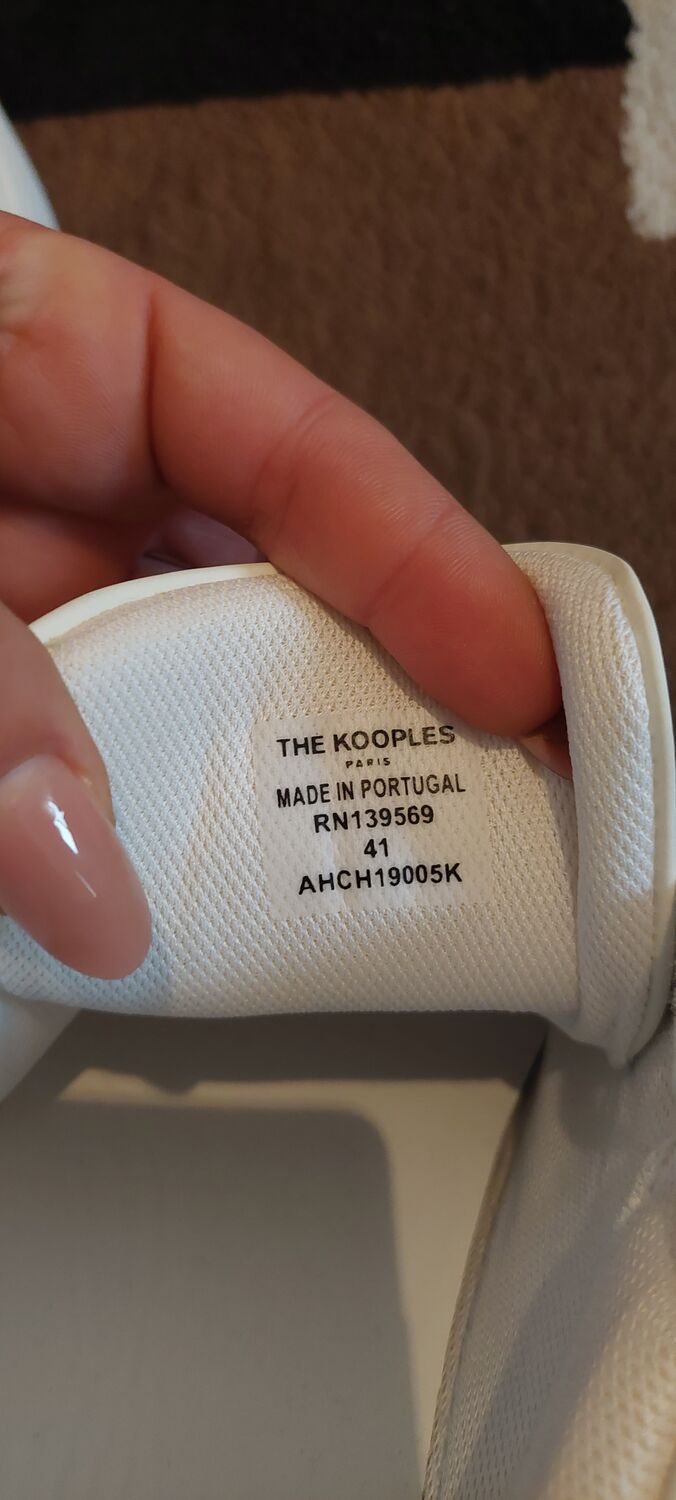 THE KOOPLES
PARIS
MADE IN PORTUGAL
RN139569
41
AHCH19005K